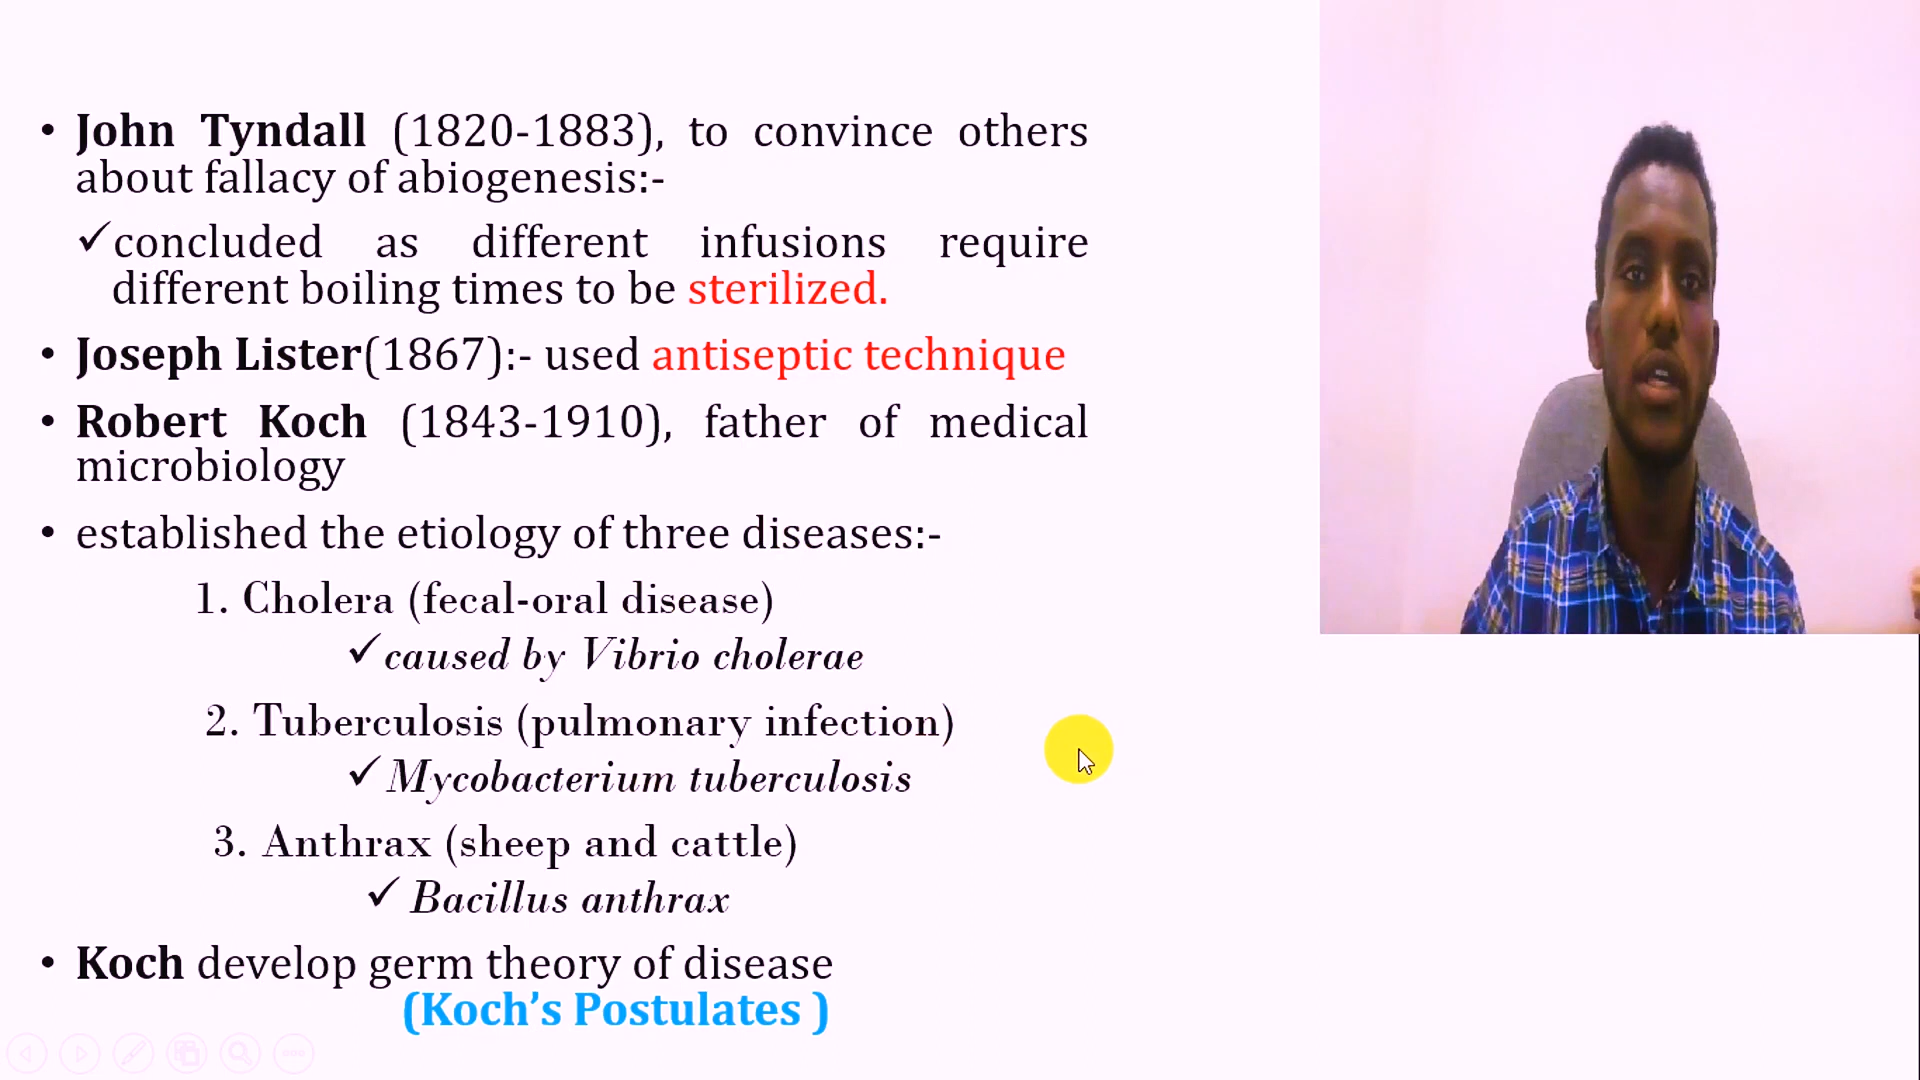 • John Tyndall (1820-1883), to convince others
about fallacy of abiogenesis:-
✓concluded as different infusions require
different boiling times to be sterilized.
• Joseph Lister(1867):- used antiseptic technique
• Robert Koch (1843-1910), father of medical
microbiology
• established the etiology of three diseases:-
1. Cholera (fecal-oral disease)
✓caused by Vibrio cholerae
2. Tuberculosis (pulmonary infection)
✓Mycobacterium tuberculosis
3. Anthrax (sheep and cattle)
✓Bacillus anthrax
• Koch develop germ theory of disease
(Koch’s Postulates )